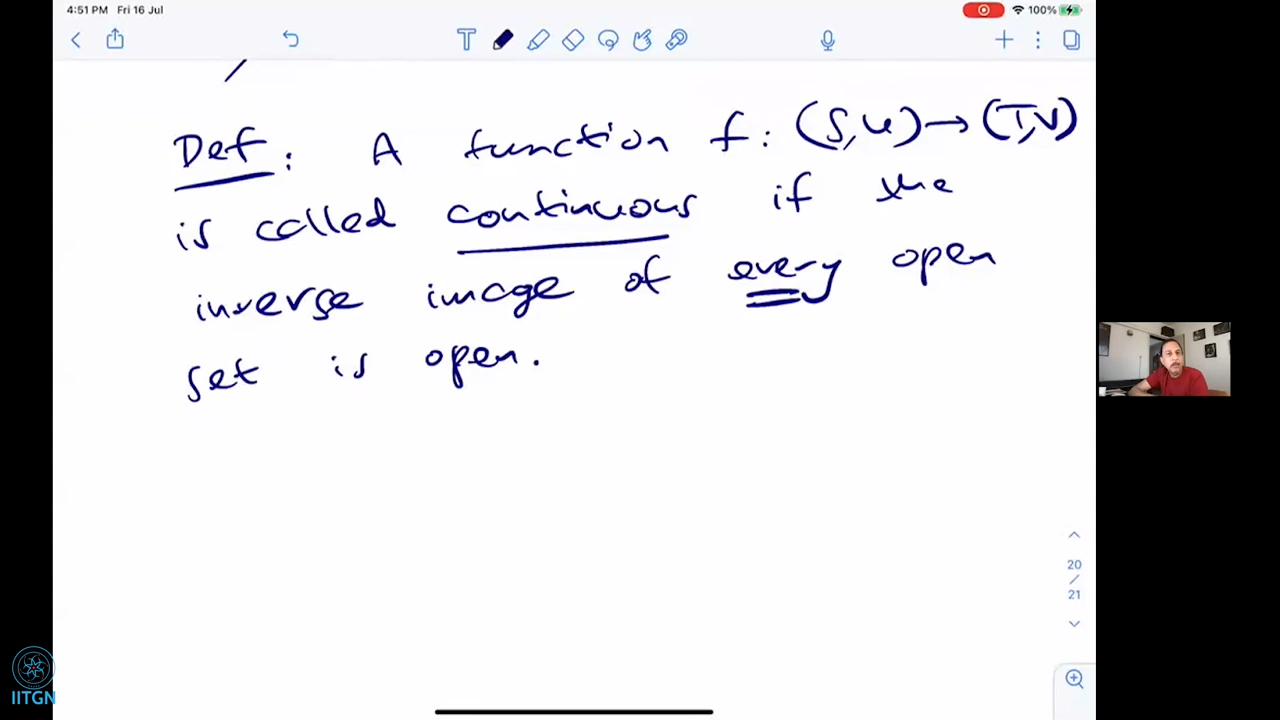 4:51 PM Fri 16 Jul
100%
T
Def: A function f: (S,U)→(T,V)
is called continuous if the
inverse image of every open
set is open.
20
/
21
IITGN